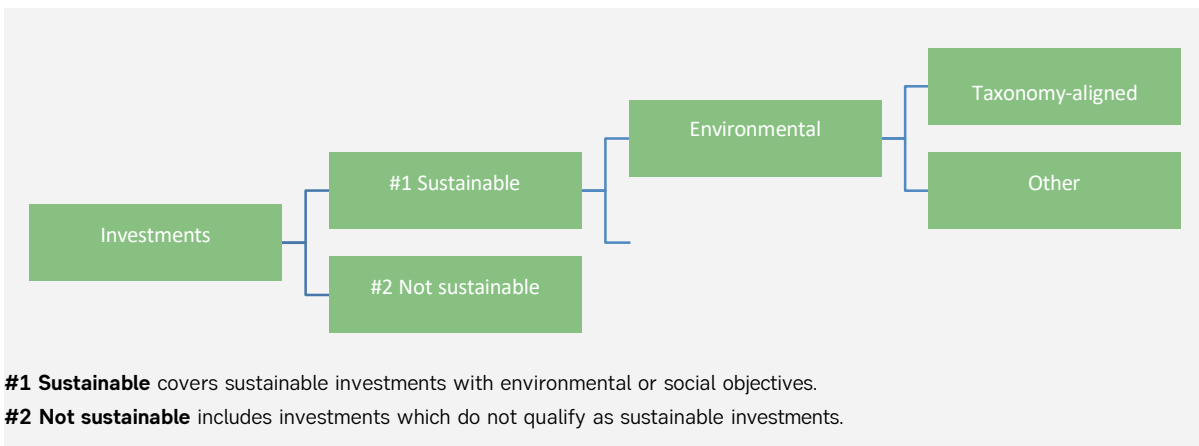 Taxonomy-aligned
Environmental
#1 Sustainable
Other
Investments
#2 Not sustainable
#1 Sustainable covers sustainable investments with environmental or social objectives.
#2 Not sustainable includes investments which do not qualify as sustainable investments.